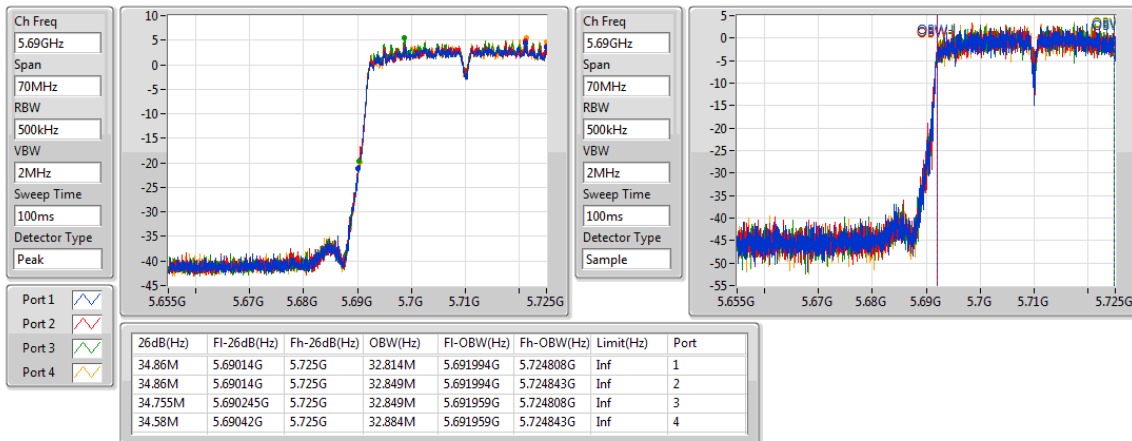 Ch Freq
5.69GHz
Span
70MHz
RBW
500kHz
VBW
2MHz
Sweep Time
100ms
Detector Type
Peak
10
5
0
-5
-10
-15
-20
-25
-30
-35
-40
-45
5.655G 5.67G 5.68G 5.69G 5.7G 5.71G 5.725G
Ch Freq
5.69GHz
Span
70MHz
RBW
500kHz
VBW
2MHz
Sweep Time
100ms
Detector Type
Sample
5
0
-5
-10
-15
-20
-25
-30
-35
-40
-45
-50
-55
OBW-
OBV
5.655G 5.67G 5.68G 5.69G 5.7G 5.71G 5.725G
Port 1
Port 2
Port 3
Port 4
26dB(Hz) Fl-26dB(Hz) Fh-26dB(Hz) OBW(Hz) Fl-OBW(Hz) Fh-OBW(Hz) Limit(Hz) Port
34.86M 5.69014G 5.725G 32.814M 5.691994G 5.724808G Inf 1
34.86M 5.69014G 5.725G 32.849M 5.691994G 5.724843G Inf 2
34.755M 5.690245G 5.725G 32.849M 5.691959G 5.724808G Inf 3
34.58M 5.69042G 5.725G 32.884M 5.691959G 5.724843G Inf 4